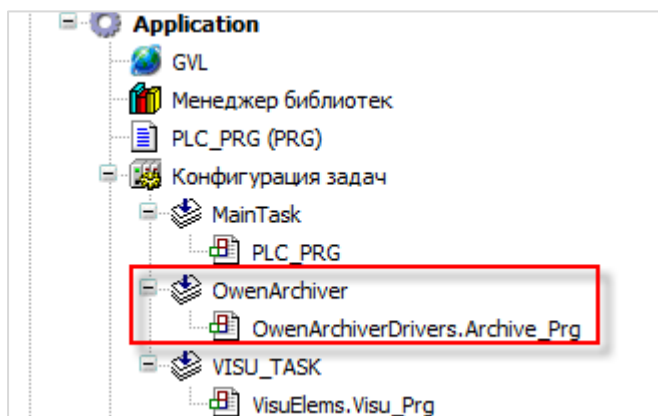 Application
GVL
Менеджер библиотек
PLC_PRG (PRG)
Конфигурация задач
MainTask
PLC_PRG
OwenArchiver
OwenArchiverDrivers.Archive_Prg
VISU_TASK
VisuElems.Visu_Prg